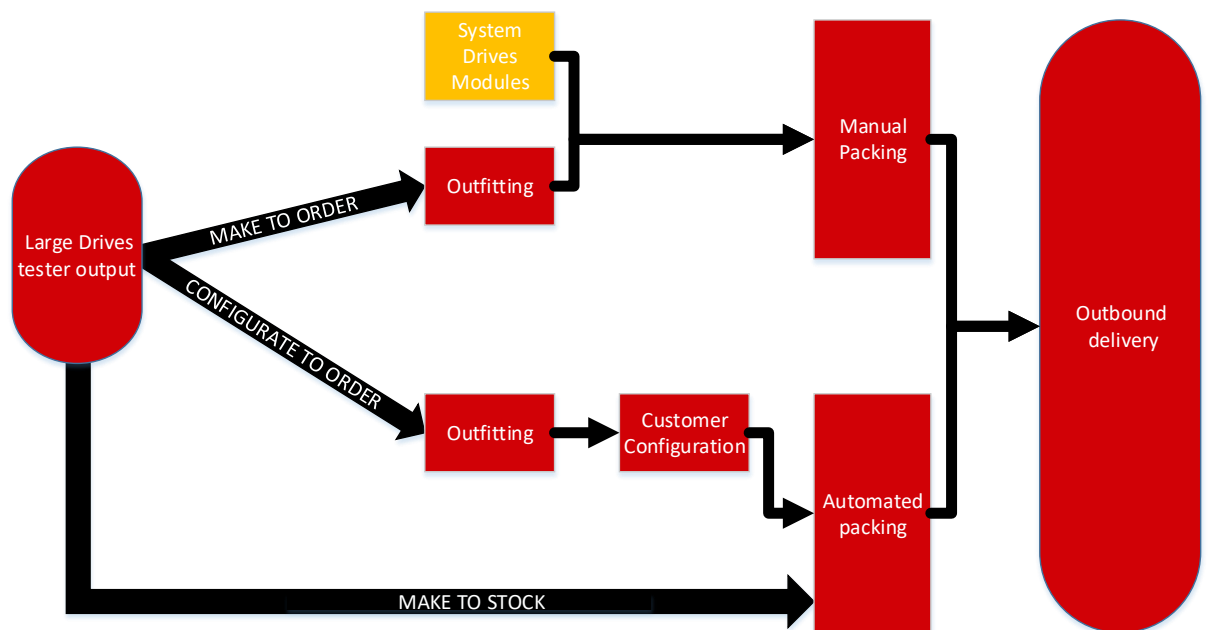 System
Drives
Modules
Manual
Packing
Outfitting
MAKE TO ORDER
Large Drives
tester output
CONFIGURATE TO ORDER
Outbound
delivery
Outfitting
Customer
Configuration
Automated
packing
MAKE TO STOCK